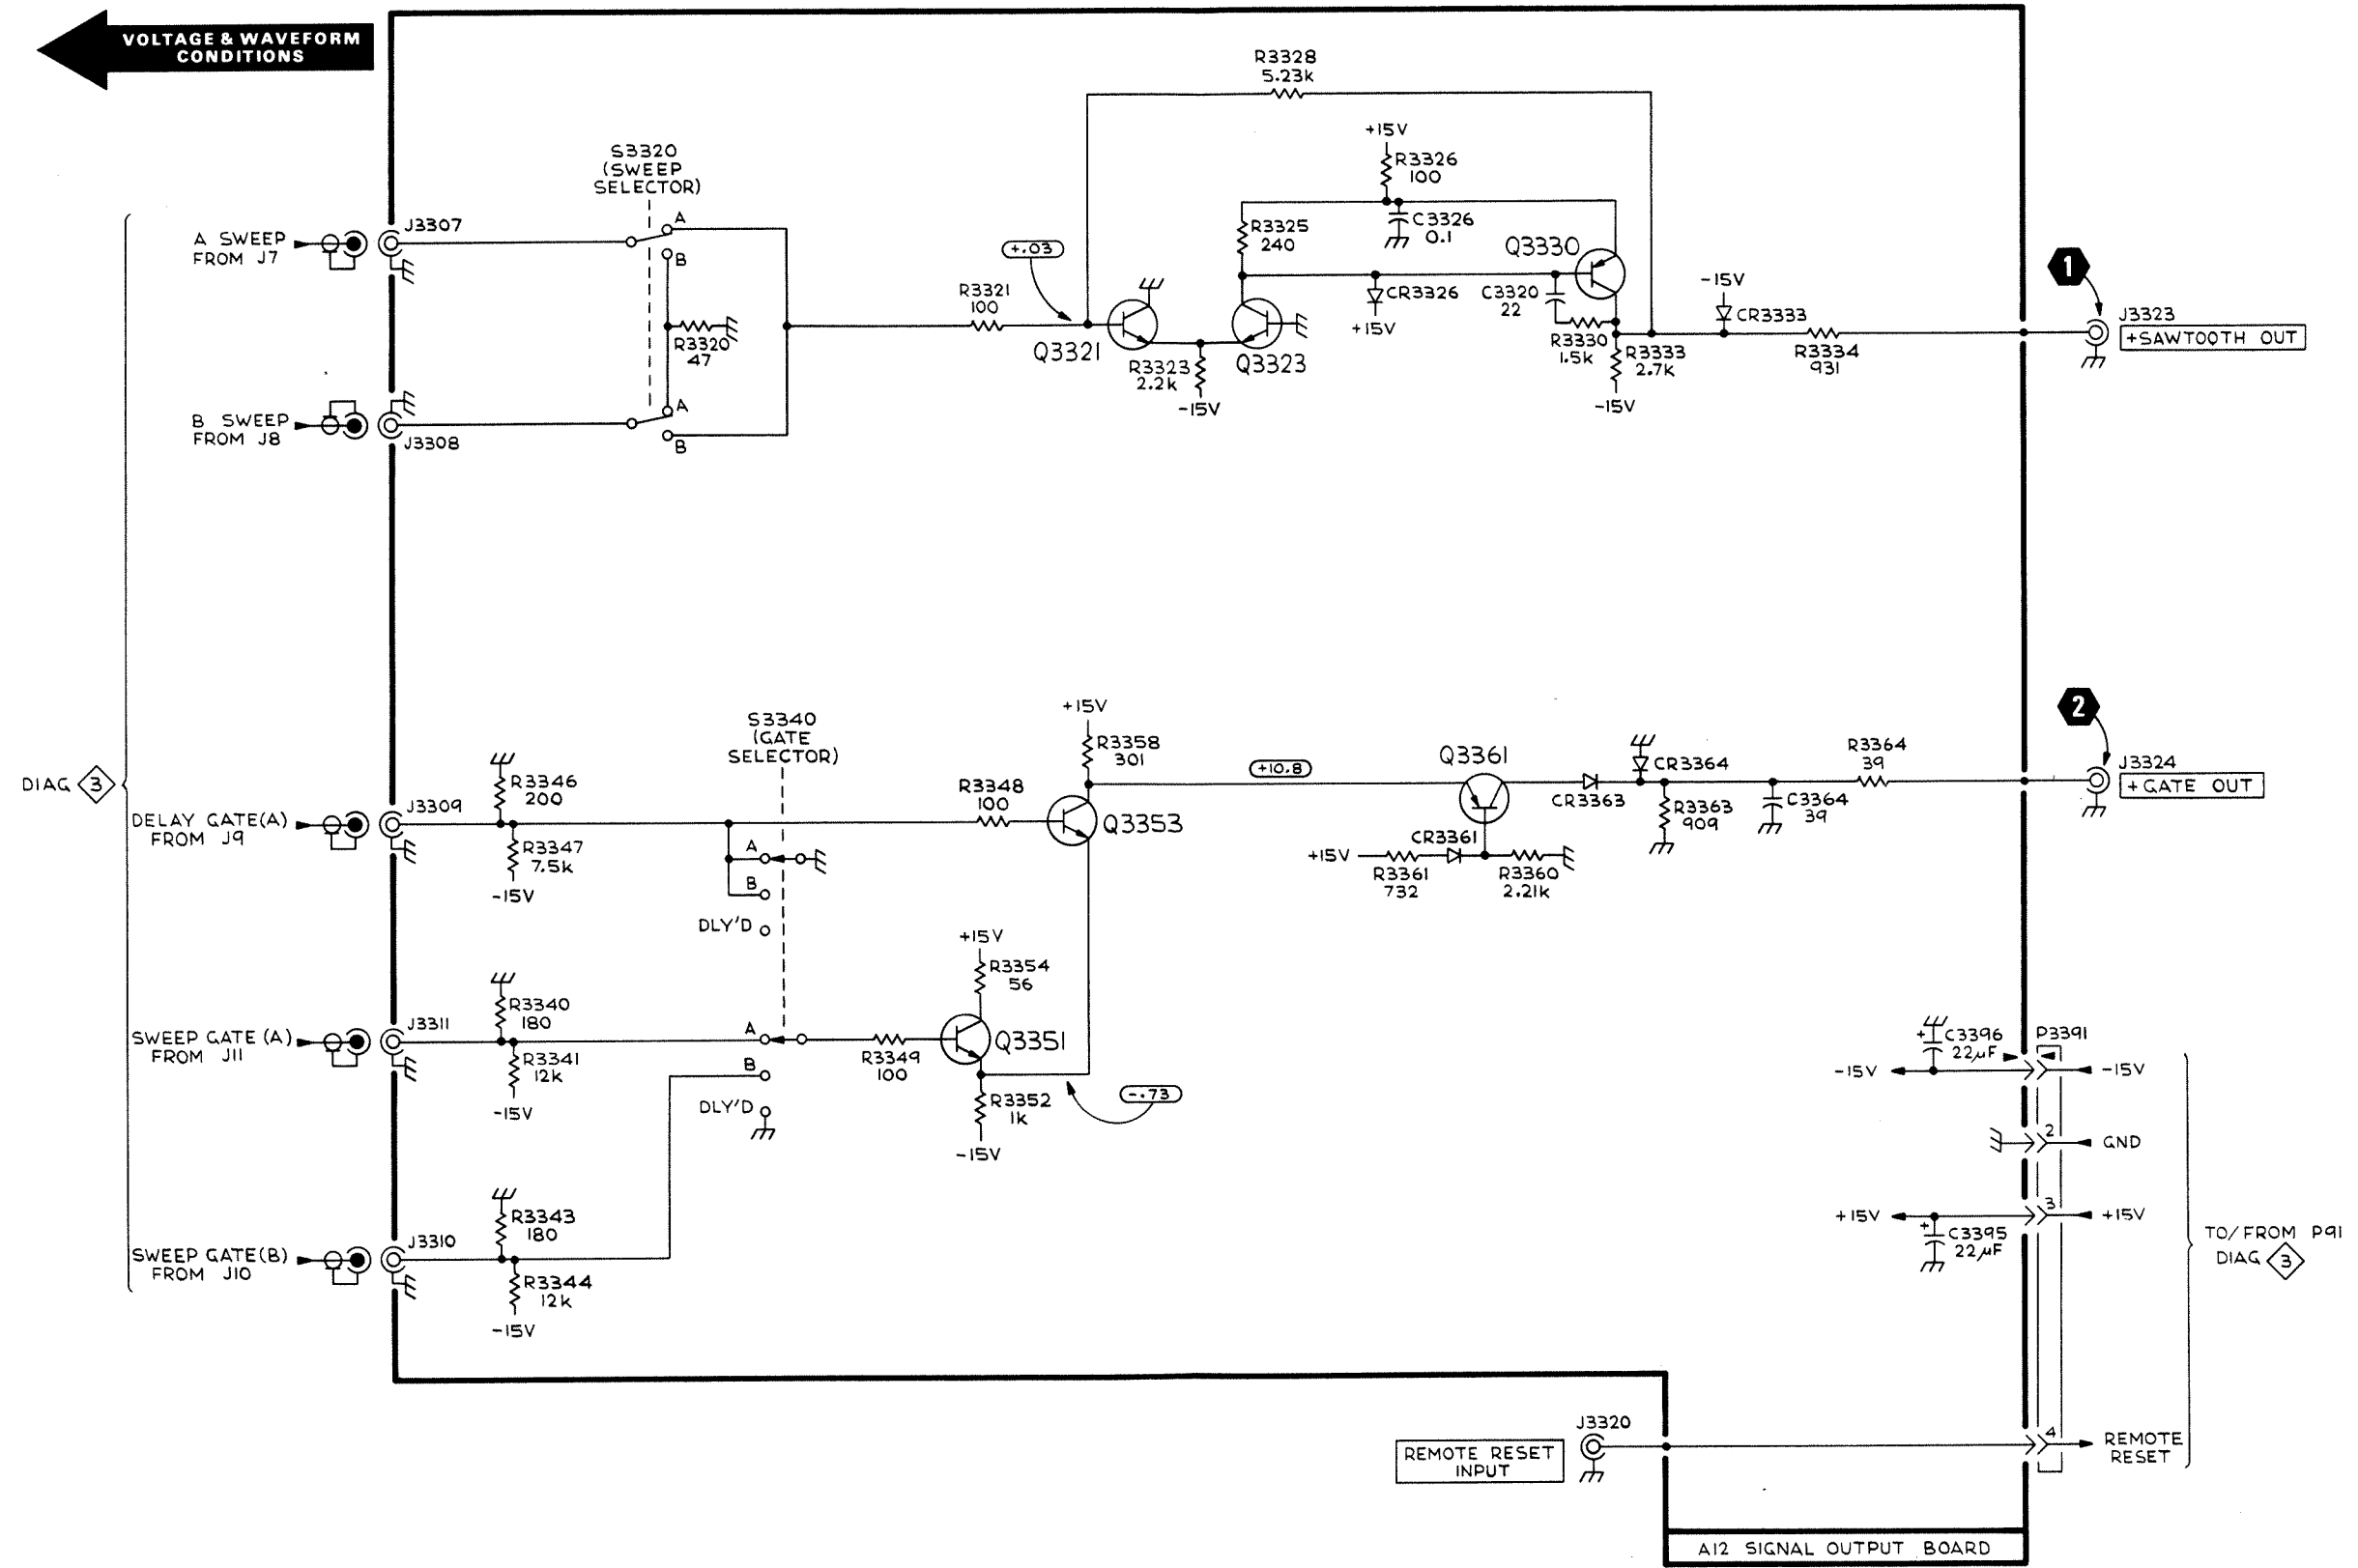 VOLTAGE & WAVEFORM
CONDITIONS
R3328
5.23k
+15V
R3326
100
S3320
(SWEEP
SELECTOR)
J3307
A SWEEP
FROM J7
A
B
R3320
47
A
B
B SWEEP
FROM J8
J3308
+.03
R3321
100
Q3321
R3323
2.2k
-15V
Q3323
R3325
240
C3326
0.1
CR3326
+15V
Q3330
C3320
22
R3330
1.5k
R3333
2.7k
-15V
-15V
CR3333
R3334
931
1
J3323
+SAWTOOTH OUT
DIAG 3
S3340
(GATE
SELECTOR)
R3346
200
J3309
DELAY GATE(A)
FROM J9
R3347
7.5k
-15V
A
B
DLY'D
+15V
R3358
301
R3348
100
Q3353
+10.8
Q3361
CR3361
+15V
R3361
732
R3360
2.21k
CR3363
CR3364
R3363
909
C3364
39
R3364
39
2
J3324
+GATE OUT
R3340
180
J3311
SWEEP GATE (A)
FROM J11
R3341
12k
-15V
A
B
DLY'D
+15V
R3354
56
R3349
100
Q3351
R3352
1k
-15V
-.73
R3343
180
J3310
SWEEP GATE(B)
FROM J10
R3344
12k
-15V
+
C3396
22µF
P3391
-15V
-15V
2
GND
+15V
3
+15V
+
C3395
22µF
TO/FROM P91
DIAG 3
J3320
REMOTE RESET
INPUT
4
REMOTE
RESET
A12 SIGNAL OUTPUT BOARD